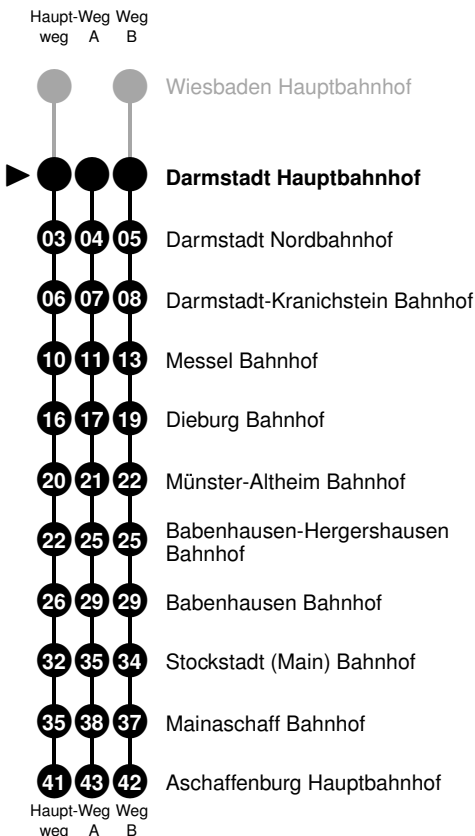 Haupt-Weg Weg
weg A B
Wiesbaden Hauptbahnhof
Darmstadt Hauptbahnhof
03 04 05 Darmstadt Nordbahnhof
06 07 08 Darmstadt-Kranichstein Bahnhof
10 11 13 Messel Bahnhof
16 17 19 Dieburg Bahnhof
20 21 22 Münster-Altheim Bahnhof
22 25 25 Babenhausen-Hergershausen
Bahnhof
26 29 29 Babenhausen Bahnhof
32 35 34 Stockstadt (Main) Bahnhof
35 38 37 Mainaschaff Bahnhof
41 43 42 Aschaffenburg Hauptbahnhof
Haupt-Weg Weg
weg A B